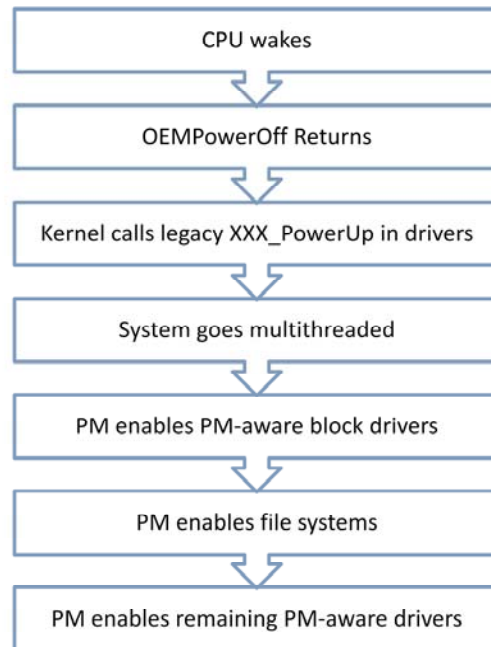 CPU wakes
OEMPowerOff Returns
Kernel calls legacy XXX_PowerUp in drivers
System goes multithreaded
PM enables PM-aware block drivers
PM enables file systems
PM enables remaining PM-aware drivers